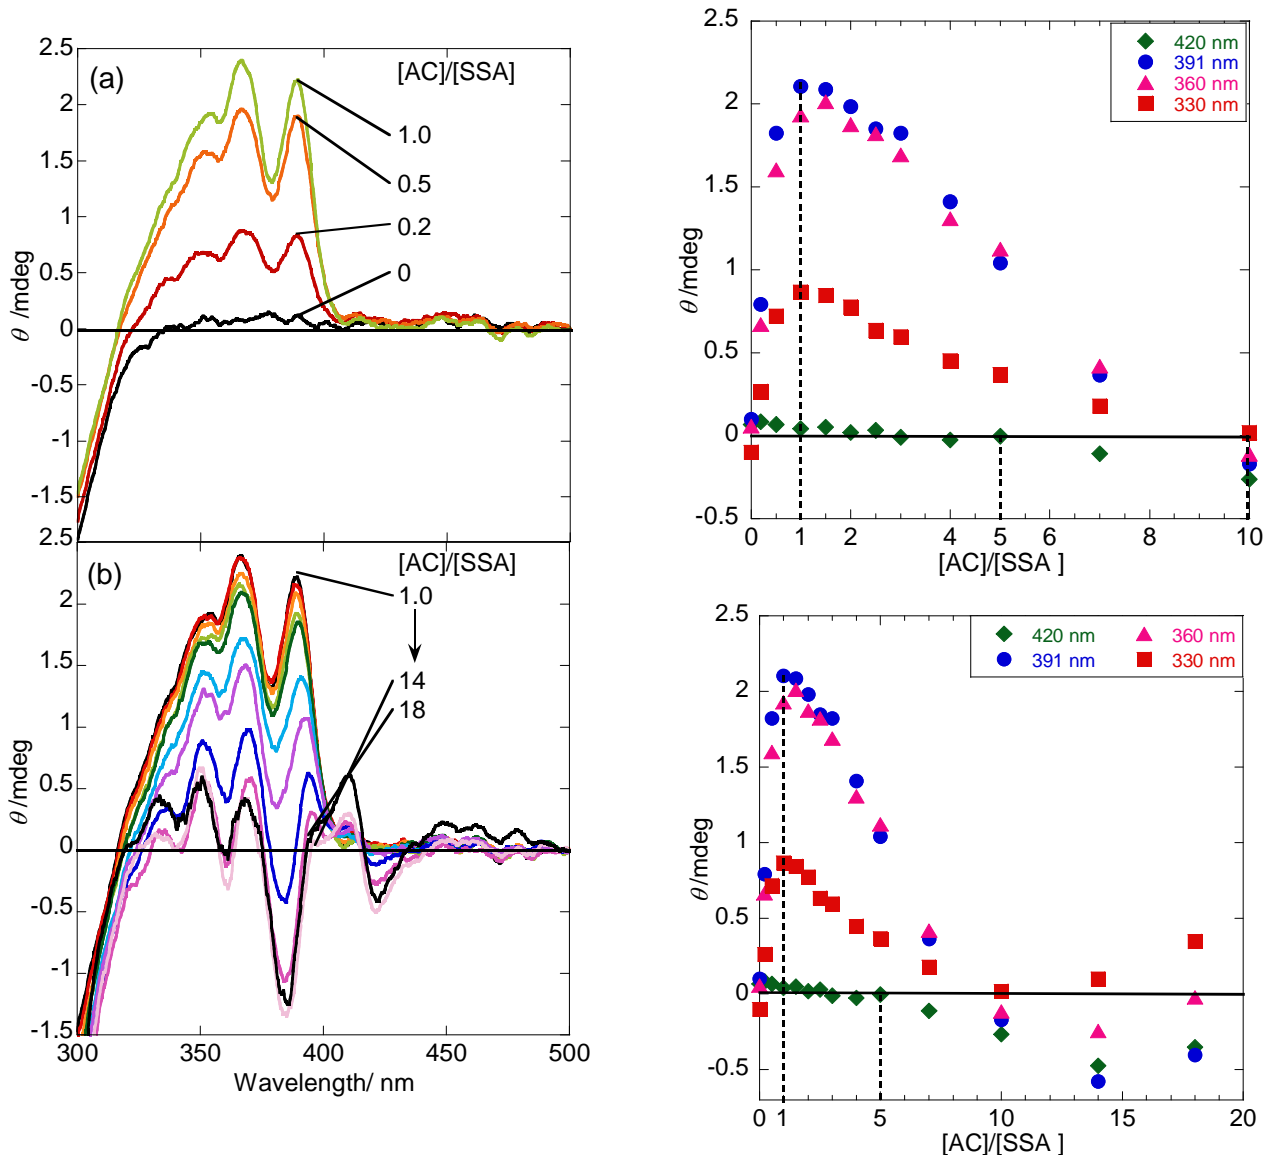 (a)
[AC]/[SSA]
1.0
0.5
0.2
0
2.5
2
1.5
1
0.5
0
-0.5
-1
-1.5
2.5
θ /mdeg
(b)
[AC]/[SSA]
1.0
14
18
2
1.5
1
0.5
0
-0.5
-1
-1.5
θ /mdeg
300 350 400 450 500
Wavelength/ nm
420 nm
391 nm
360 nm
330 nm
2.5
2
1.5
1
0.5
0
-0.5
θ /mdeg
0 1 2 4 5 6 8 10
[AC]/[SSA ]
420 nm 360 nm
391 nm 330 nm
2.5
2
1.5
1
0.5
0
-0.5
θ /mdeg
0 1 5 10 15 20
[AC]/[SSA ]